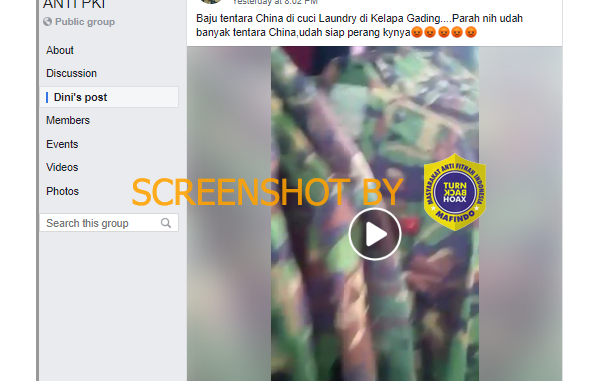 ANTI PKI
Public group
About
Discussion
Dini's post
Members
Events
Videos
Photos
Search this group
Yesterday at 8:02 PM
Baju tentara China di cuci Laundry di Kelapa Gading....Parah nih udah
banyak tentara China,udah siap perang kynya😡😡😡😡😡
SCREENSHOT BY
MASYARAKAT ANTI FITNAH INDONESIA
TURN
BACK
HOAX
MAFINDO